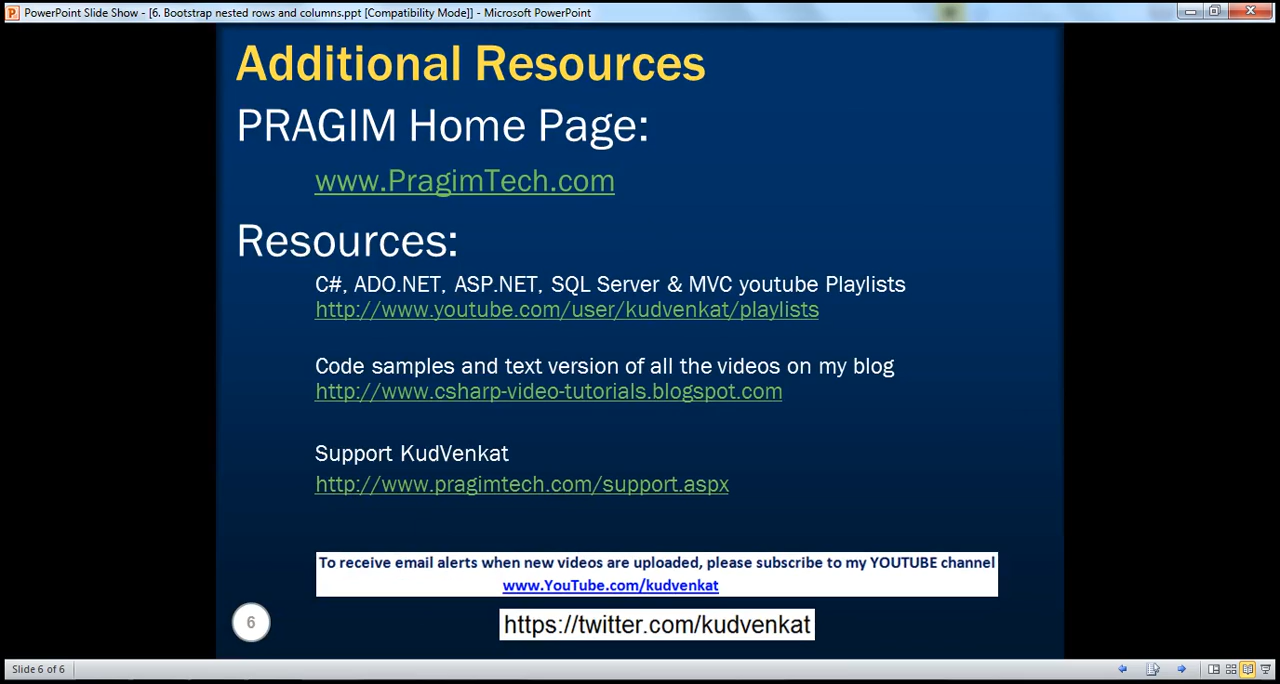 PowerPoint Slide Show - [6. Bootstrap nested rows and columns.ppt [Compatibility Mode]] - Microsoft PowerPoint
Additional Resources
PRAGIM Home Page:
www.PragimTech.com
Resources:
C#, ADO.NET, ASP.NET, SQL Server & MVC youtube Playlists
http://www.youtube.com/user/kudvenkat/playlists
Code samples and text version of all the videos on my blog
http://www.csharp-video-tutorials.blogspot.com
Support KudVenkat
http://www.pragimtech.com/support.aspx
To receive email alerts when new videos are uploaded, please subscribe to my YOUTUBE channel
www.YouTube.com/kudvenkat
https://twitter.com/kudvenkat
6
Slide 6 of 6